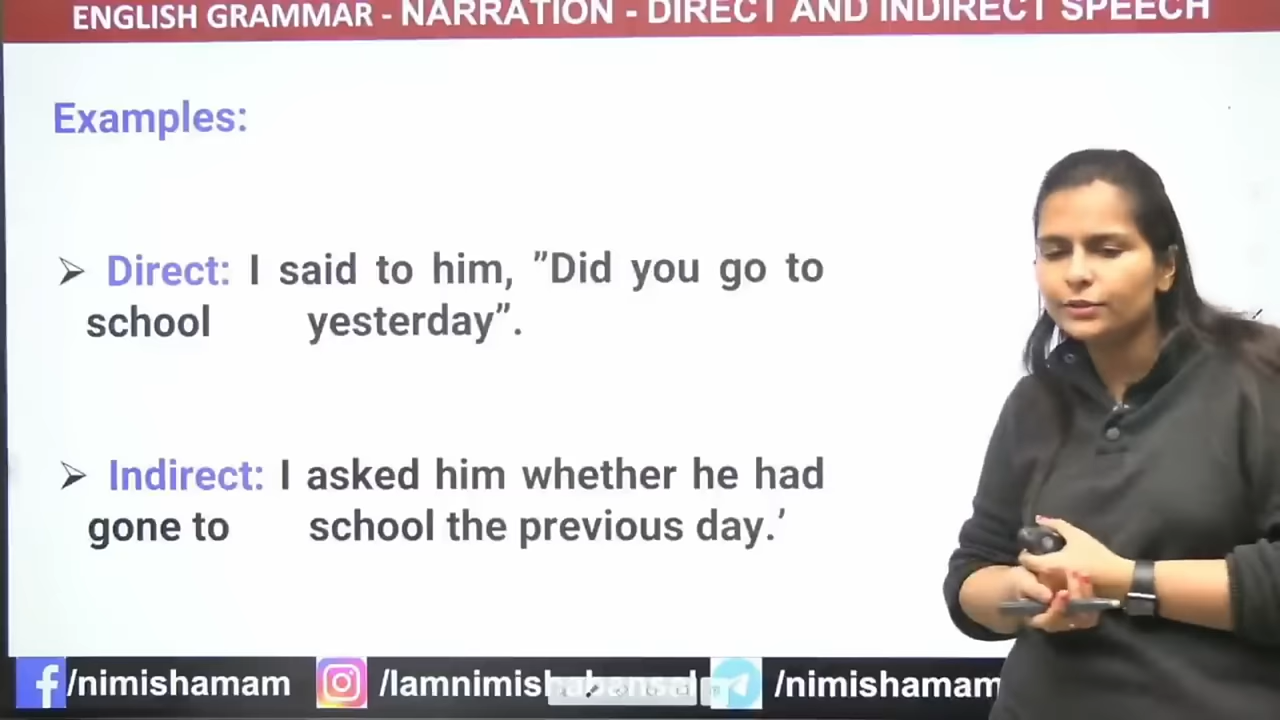 ENGLISH GRAMMAR - NARRATION - DIRECT AND INDIRECT SPEECH
Examples:
➢ Direct: I said to him, ”Did you go to
school yesterday”.
➢ Indirect: I asked him whether he had
gone to school the previous day.’
f/nimishamam /Iamnimishabansal /nimishamam